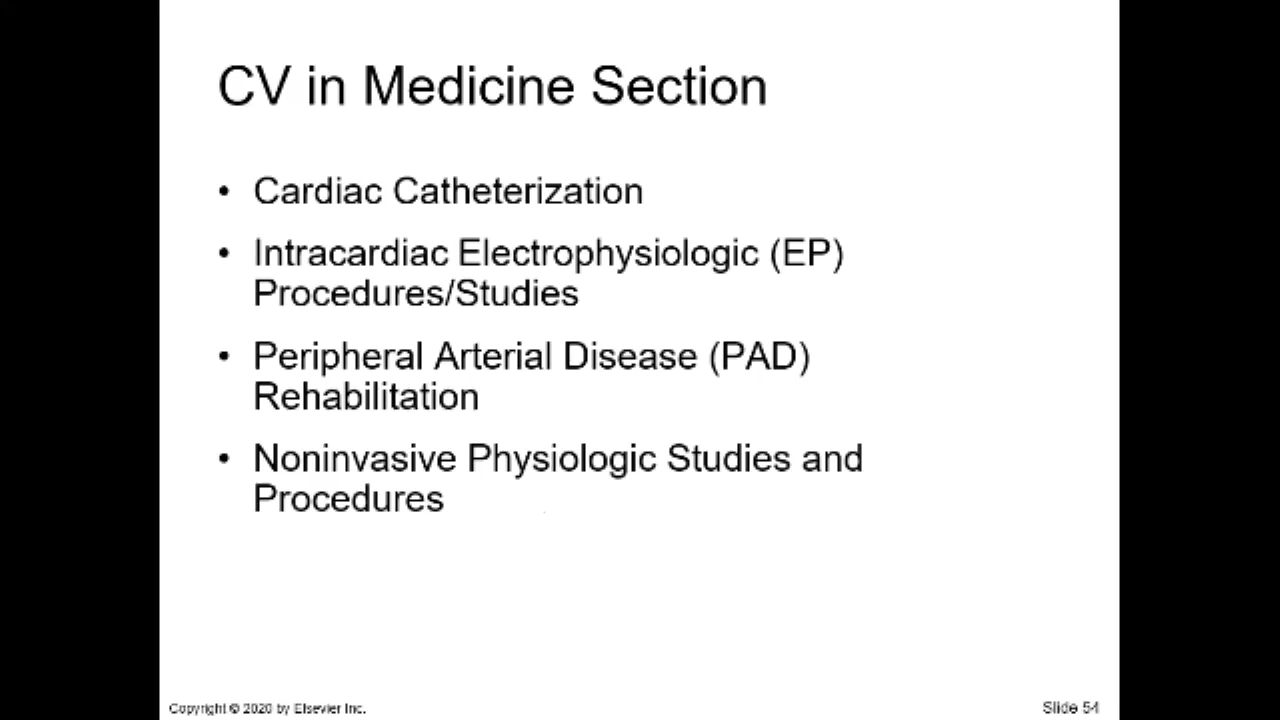 CV in Medicine Section
• Cardiac Catheterization
• Intracardiac Electrophysiologic (EP)
Procedures/Studies
• Peripheral Arterial Disease (PAD)
Rehabilitation
• Noninvasive Physiologic Studies and
Procedures
Copyright © 2020 by Elsevier Inc.
Slide 54